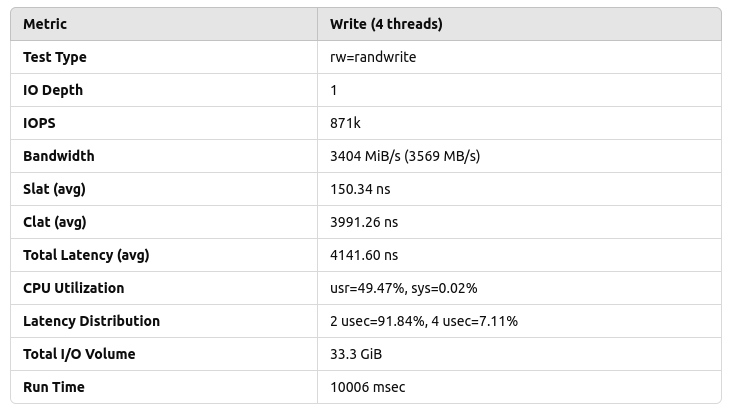 Metric Write (4 threads)
Test Type rw=randwrite
IO Depth 1
IOPS 871k
Bandwidth 3404 MiB/s (3569 MB/s)
Slat (avg) 150.34 ns
Clat (avg) 3991.26 ns
Total Latency (avg) 4141.60 ns
CPU Utilization usr=49.47%, sys=0.02%
Latency Distribution 2 usec=91.84%, 4 usec=7.11%
Total I/O Volume 33.3 GiB
Run Time 10006 msec